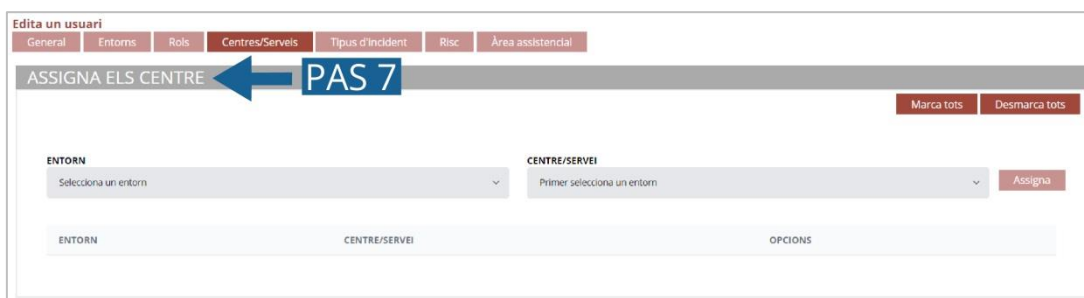 Edita un usuari
General Entorns Rols Centres/Serveis Tipus d'incident Risc Àrea assistencial
ASSIGNA ELS CENTRE PAS 7
Marca tots Desmarca tots
ENTORN CENTRE/SERVEI
Selecciona un entorn Primer selecciona un entorn Assigna
ENTORN CENTRE/SERVEI OPCIONS